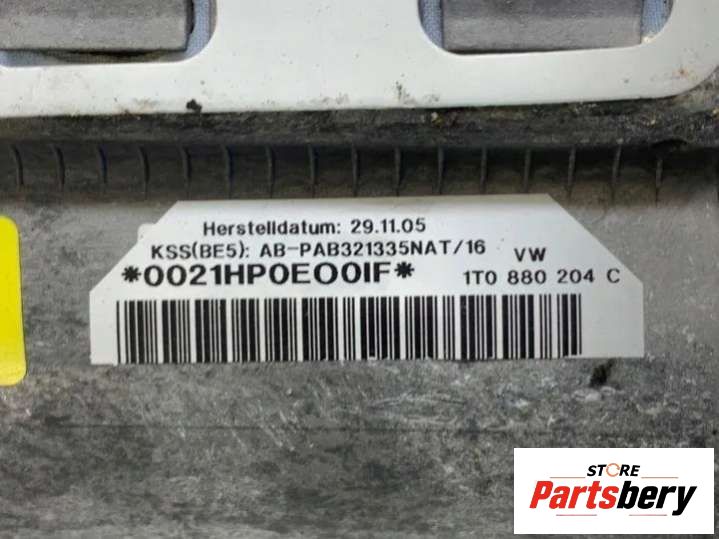 Herstelldatum: 29.11.05
KSS(BE5): AB-PAB321335NAT/16 VW
*0021HP0EO0IF* 1T0 880 204 C
STORE
Partsbery